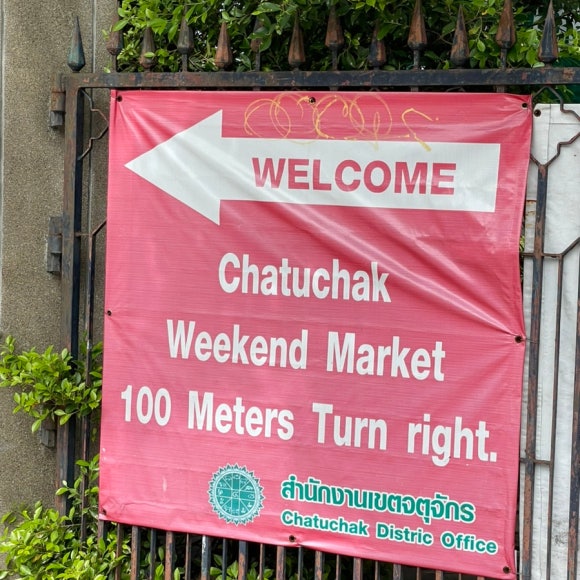 WELCOME
Chatuchak
Weekend Market
100 Meters Turn right.
สำนักงานเขตจตุจักร
Chatuchak Distric Office